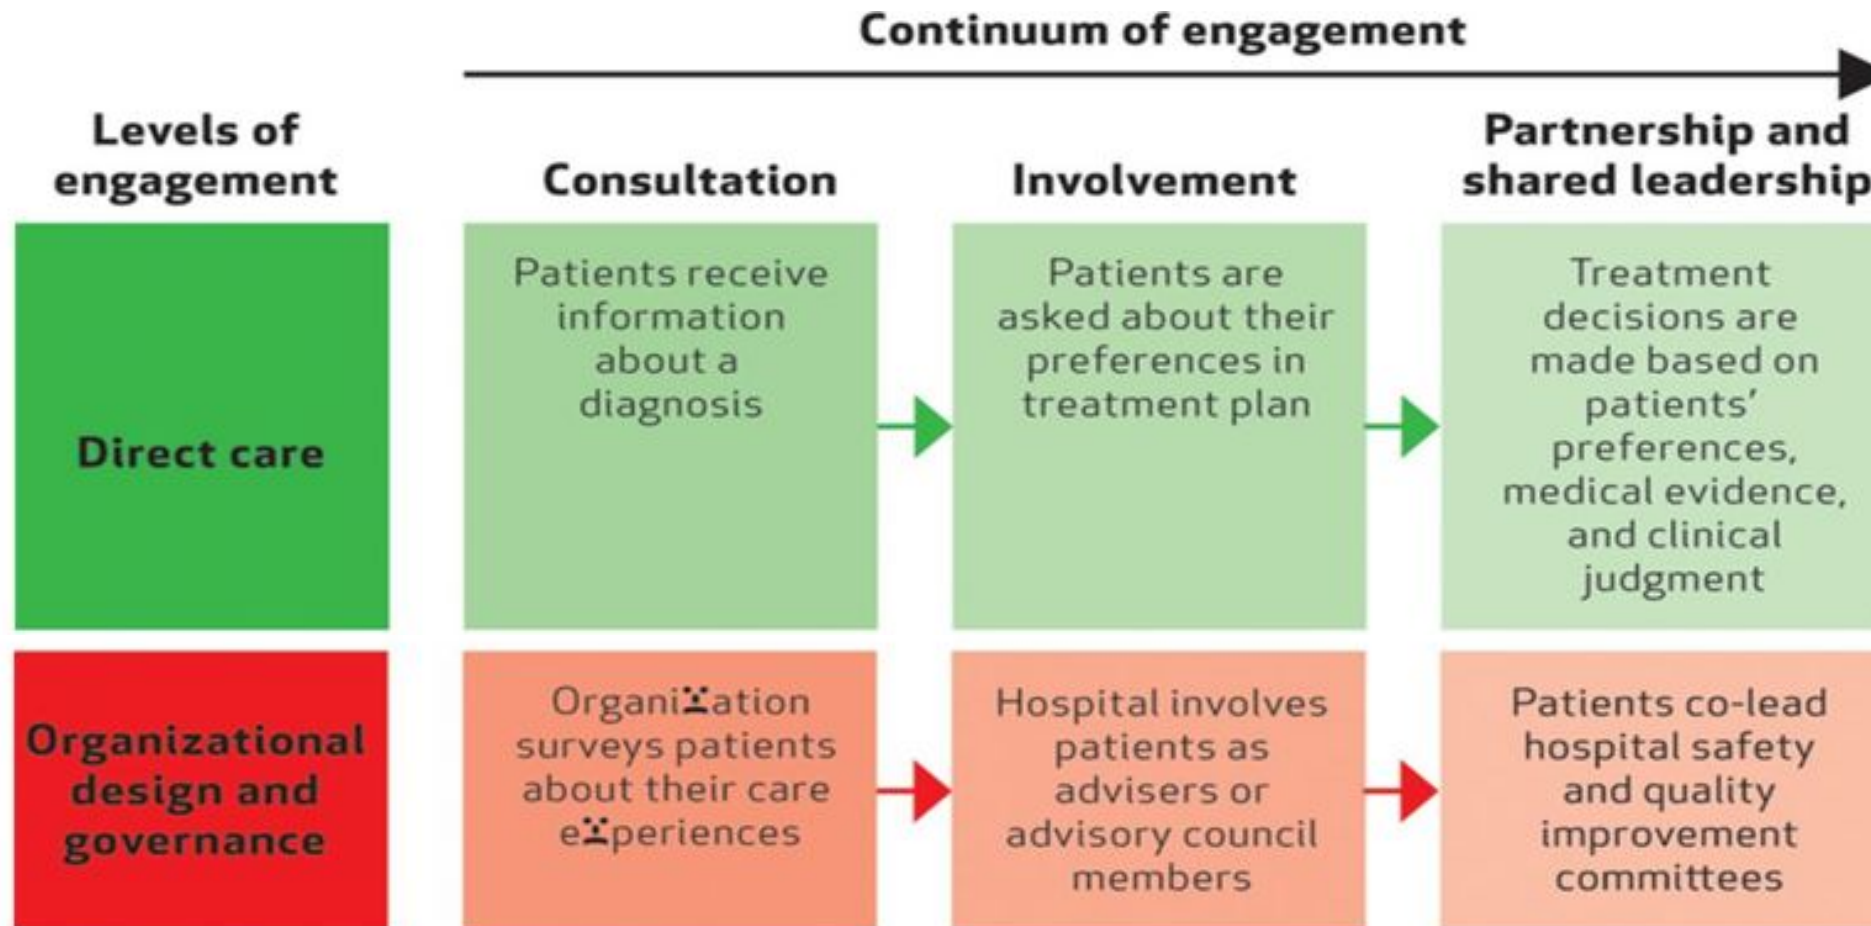 Continuum of engagement
Levels of
engagement
Consultation
Involvement
Partnership and
shared leadership
Direct care
Patients receive
information
about a
diagnosis
Patients are
asked about their
preferences in
treatment plan
Treatment
decisions are
made based on
patients’
preferences,
medical evidence,
and clinical
judgment
Organizational
design and
governance
surveys patients
about their care
Hospital involves
patients as
advisers or
advisory council
members
Patients co-lead
hospital safety
and quality
improvement
committees